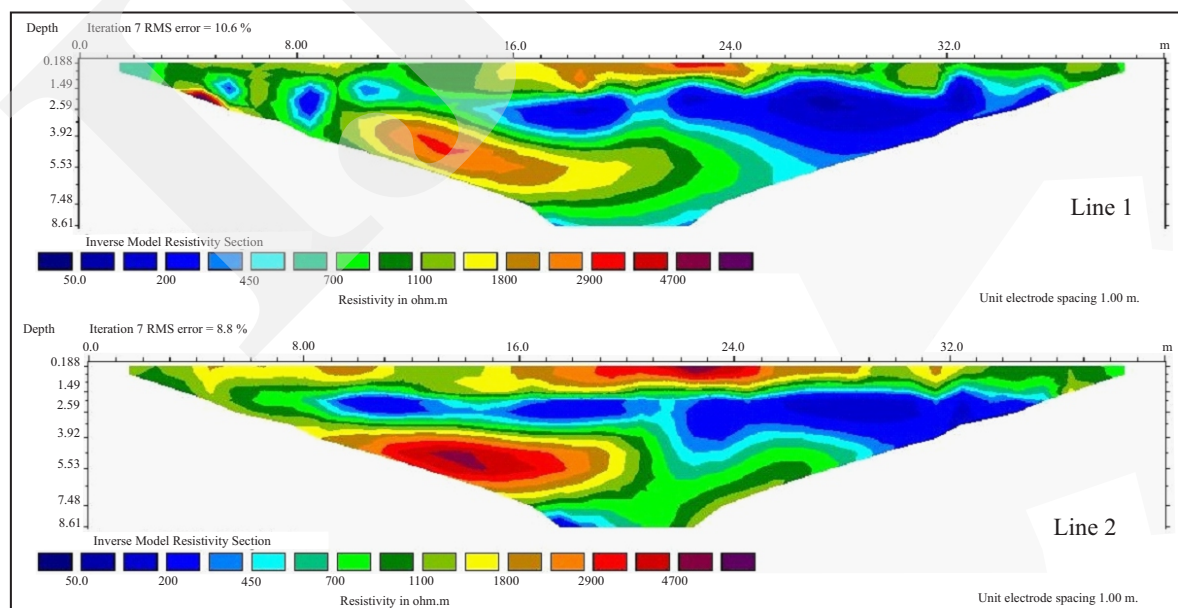 Depth Iteration 7 RMS error = 10.6 %
0.0 8.00 16.0 24.0 32.0 m
0.188
1.49
2.59
3.92
5.53
7.48
8.61
Line 1
Inverse Model Resistivity Section
50.0 200 450 700 1100 1800 2900 4700
Resistivity in ohm.m
Unit electrode spacing 1.00 m.
Depth Iteration 7 RMS error = 8.8 %
0.0 8.00 16.0 24.0 32.0 m
0.188
1.49
2.59
3.92
5.53
7.48
8.61
Line 2
Inverse Model Resistivity Section
50.0 200 450 700 1100 1800 2900 4700
Resistivity in ohm.m
Unit electrode spacing 1.00 m.